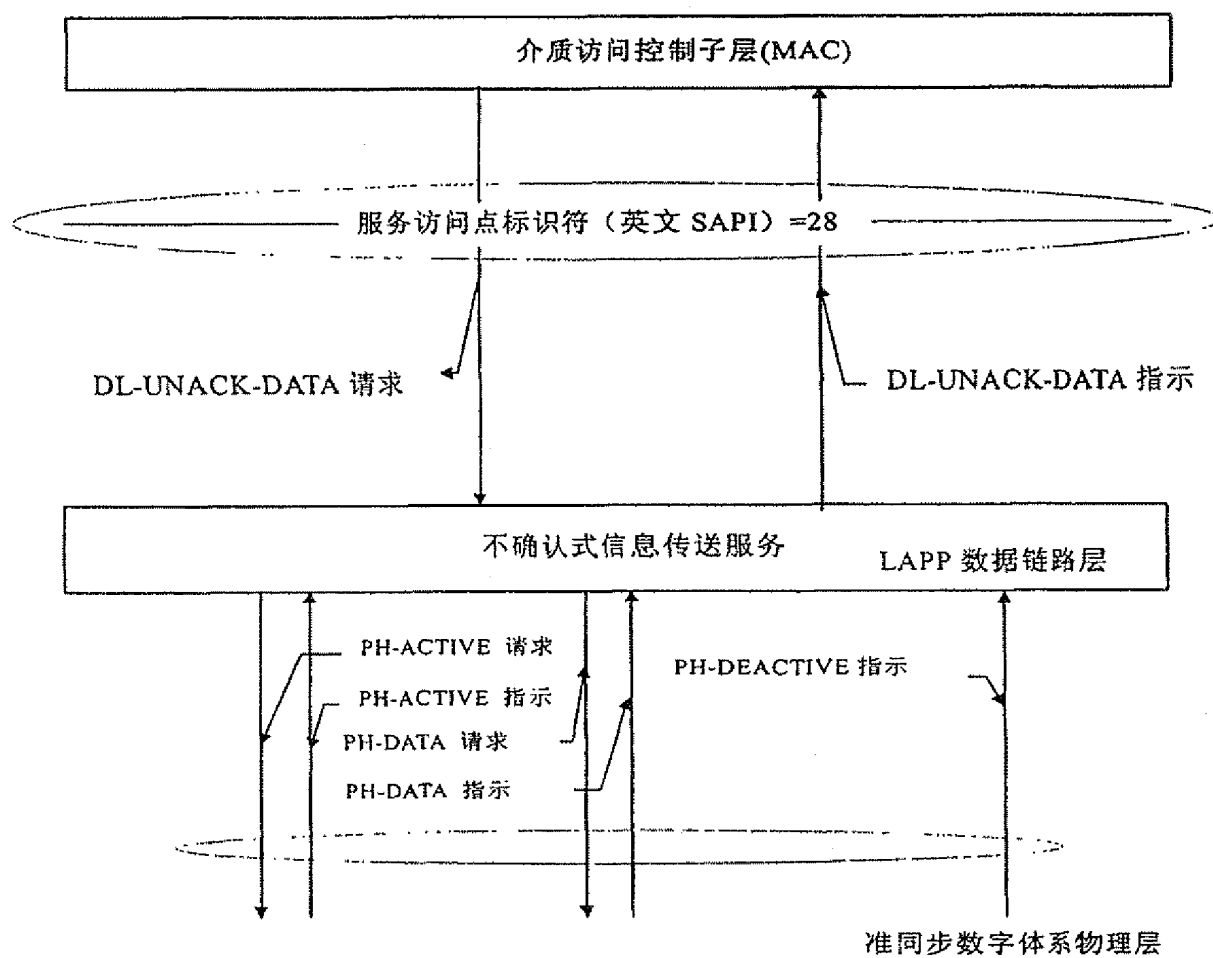 介质访问控制子层(MAC)
服务访问点标识符（英文 SAPI）=28
DL-UNACK-DATA 请求
DL-UNACK-DATA 指示
不确认式信息传送服务
LAPP 数据链路层
PH-ACTIVE 请求
PH-DEACTIVE 指示
PH-ACTIVE 指示
PH-DATA 请求
PH-DATA 指示
准同步数字体系物理层